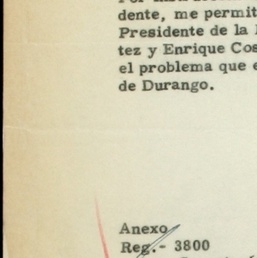 dente, me permit
Presidente de la
tez y Enrique Cos
el problema que e
de Durango.
Anexo
Reg.- 3800